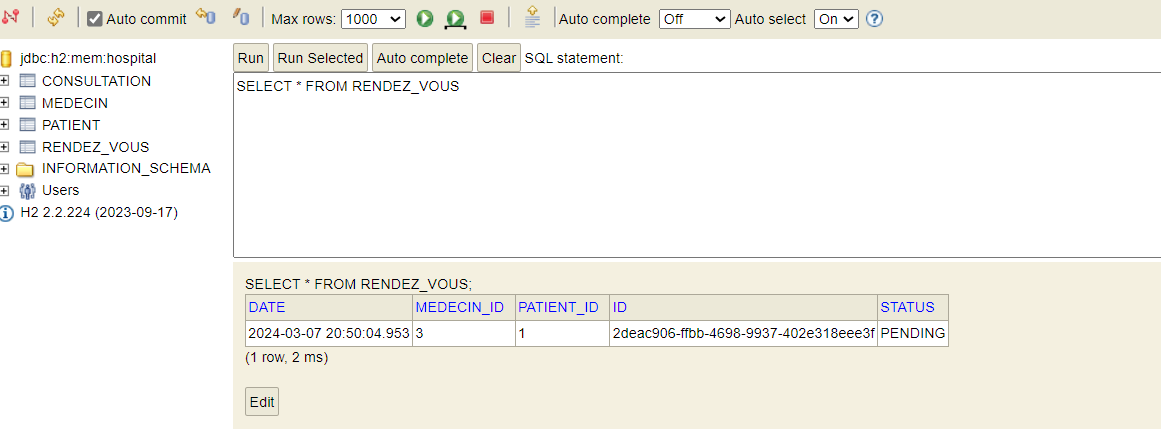 Auto commit Max rows: 1000 Auto complete Off Auto select On ?
jdbc:h2:mem:hospital
CONSULTATION
MEDECIN
PATIENT
RENDEZ_VOUS
INFORMATION_SCHEMA
Users
H2 2.2.224 (2023-09-17)
Run Run Selected Auto complete Clear SQL statement:
SELECT * FROM RENDEZ_VOUS
SELECT * FROM RENDEZ_VOUS;
DATE MEDECIN_ID PATIENT_ID ID STATUS
2024-03-07 20:50:04.953 3 1 2deac906-ffbb-4698-9937-402e318eee3f PENDING
(1 row, 2 ms)
Edit